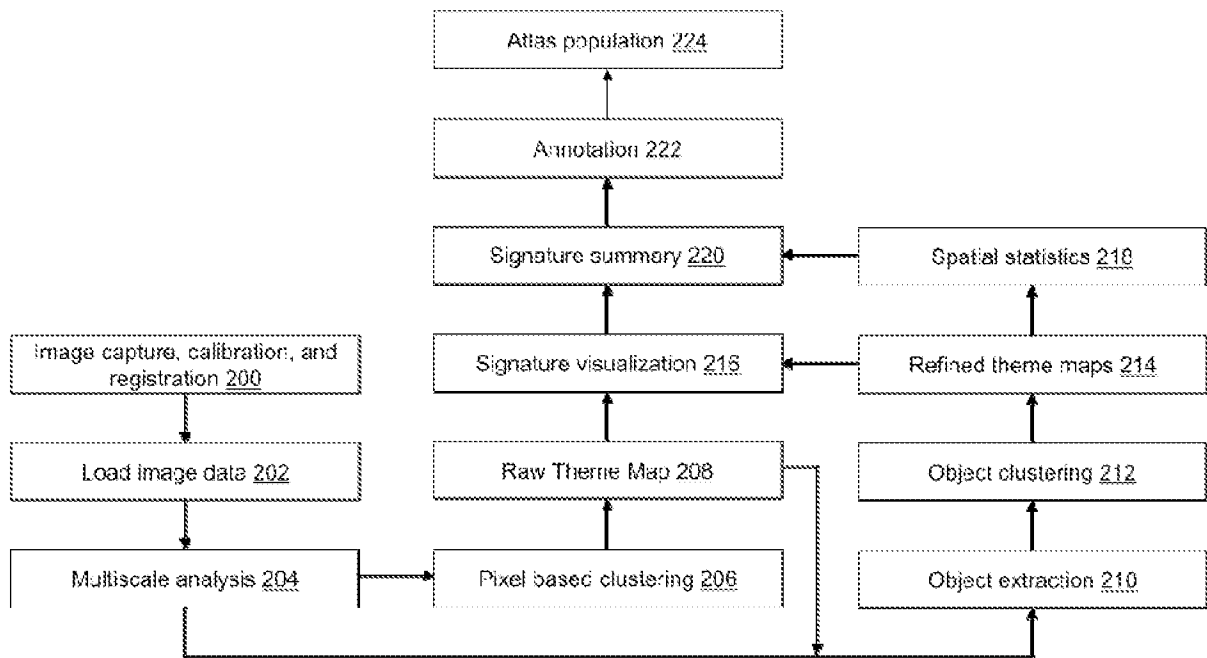 Atlas population 224
Annotation 222
Signature summary 220
Spatial statistics 218
Image capture, calibration, and
registration 200
Signature visualization 216
Refined theme maps 214
Load image data 202
Raw Theme Map 208
Object clustering 212
Multiscale analysis 204
Pixel based clustering 206
Object extraction 210